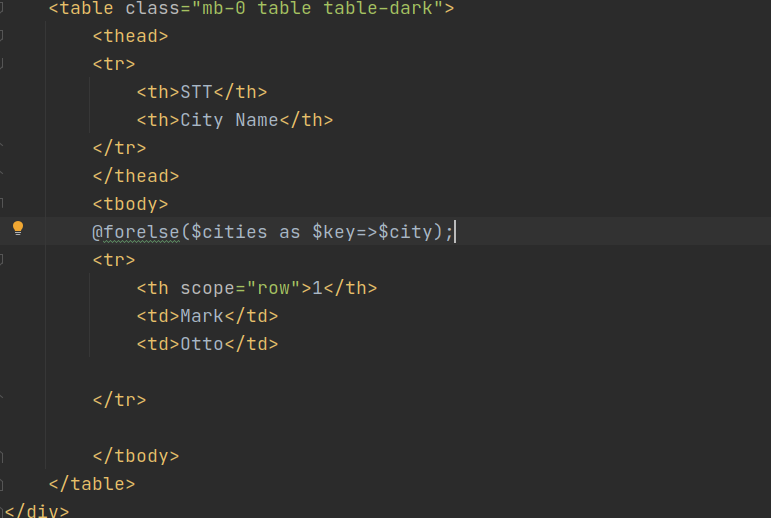 <table class="mb-0 table table-dark">
<thead>
<tr>
<th>STT</th>
<th>City Name</th>
</tr>
</thead>
<tbody>
@forelse($cities as $key=>$city);
<tr>
<th scope="row">1</th>
<td>Mark</td>
<td>Otto</td>
</tr>
</tbody>
</table>
</div>